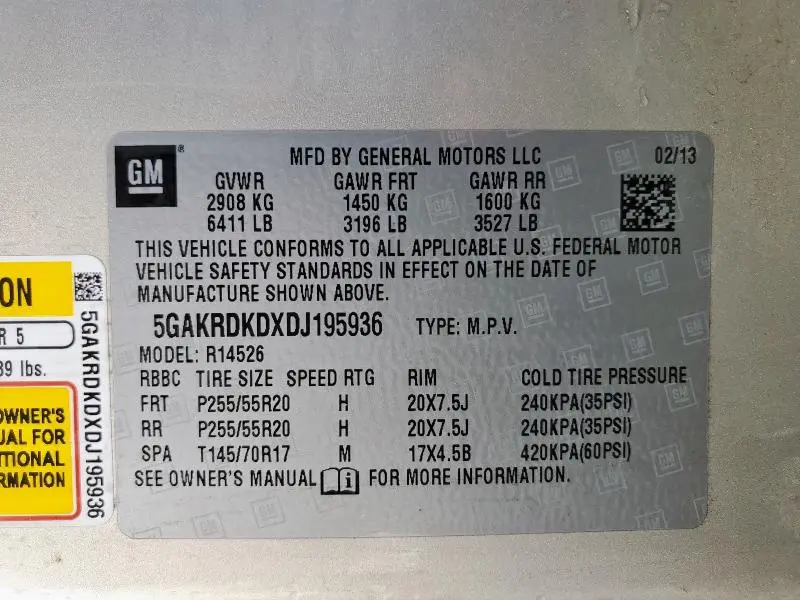 GM
MFD BY GENERAL MOTORS LLC 02/13
GVWR GAWR FRT GAWR RR
2908 KG 1450 KG 1600 KG
6411 LB 3196 LB 3527 LB
THIS VEHICLE CONFORMS TO ALL APPLICABLE U.S. FEDERAL MOTOR
VEHICLE SAFETY STANDARDS IN EFFECT ON THE DATE OF
MANUFACTURE SHOWN ABOVE.
5GAKRDKDXDJ195936 TYPE: M.P.V.
MODEL: R14526
RBBC TIRE SIZE SPEED RTG RIM COLD TIRE PRESSURE
FRT P255/55R20 H 20X7.5J 240KPA(35PSI)
RR P255/55R20 H 20X7.5J 240KPA(35PSI)
SPA T145/70R17 M 17X4.5B 420KPA(60PSI)
SEE OWNER'S MANUAL FOR MORE INFORMATION.
ON
R 5
39 lbs.
OWNER'S
UAL FOR
ITIONAL
RMATION
5GAKRDKDXDJ195936